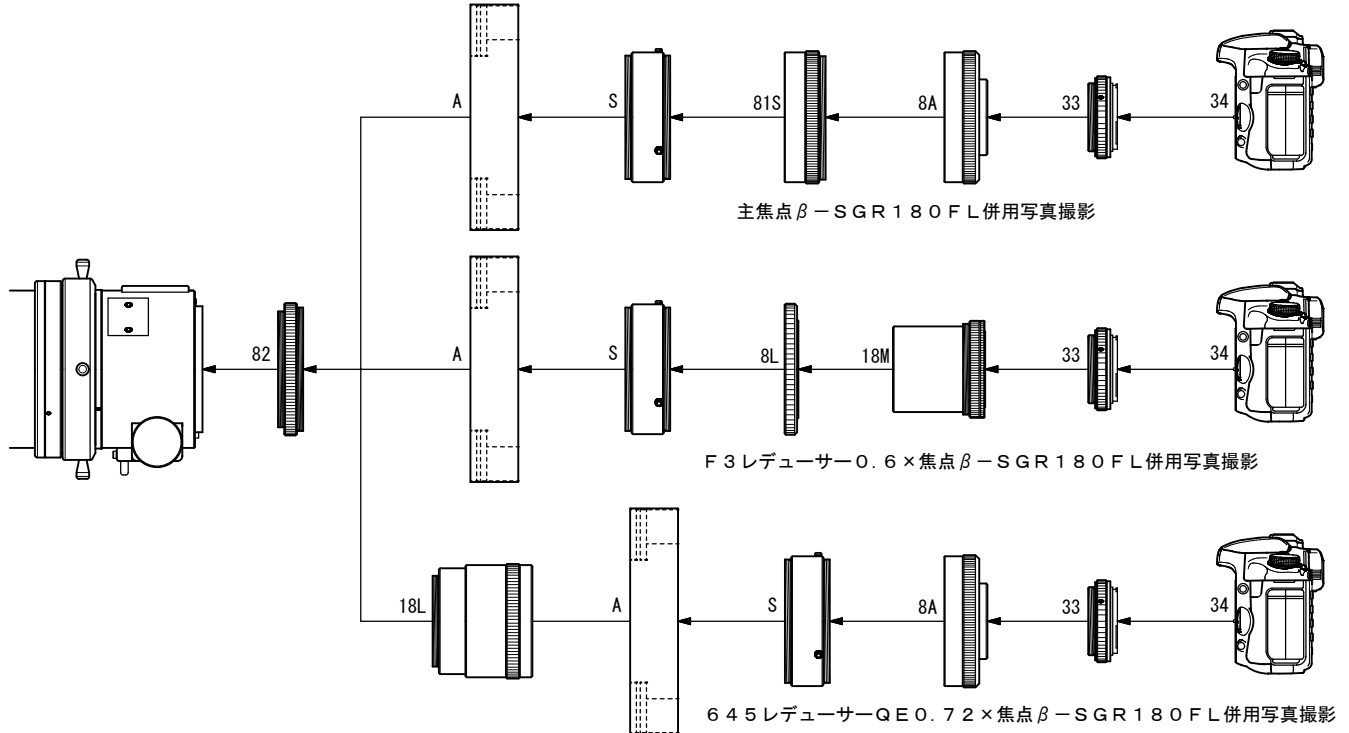 A S 81S 8A 33 34
主焦点β－ＳＧＲ１８０ＦＬ併用写真撮影
82 A S 8L 18M 33 34
Ｆ３レデューサー０．６×焦点β－ＳＧＲ１８０ＦＬ併用写真撮影
18L A S 8A 33 34
６４５レデューサーＱＥ０．７２×焦点β－ＳＧＲ１８０ＦＬ併用写真撮影